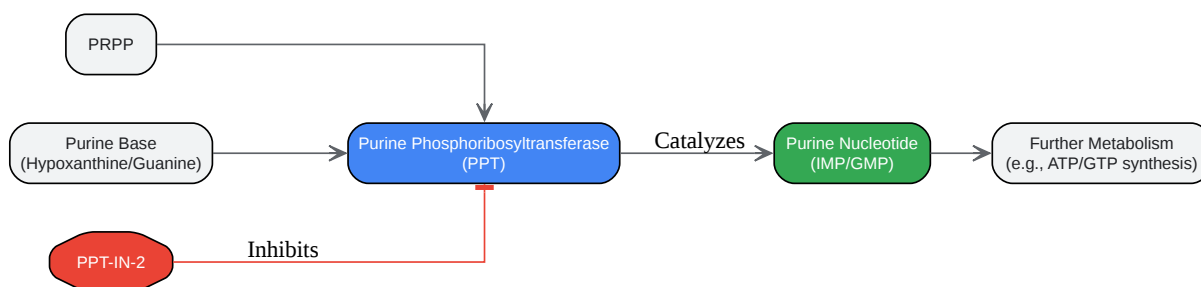 PRPP
Purine Base
(Hypoxanthine/Guanine)
Purine Phosphoribosyltransferase
(PPT)
Catalyzes
Purine Nucleotide
(IMP/GMP)
Further Metabolism
(e.g., ATP/GTP synthesis)
PPT-IN-2
Inhibits